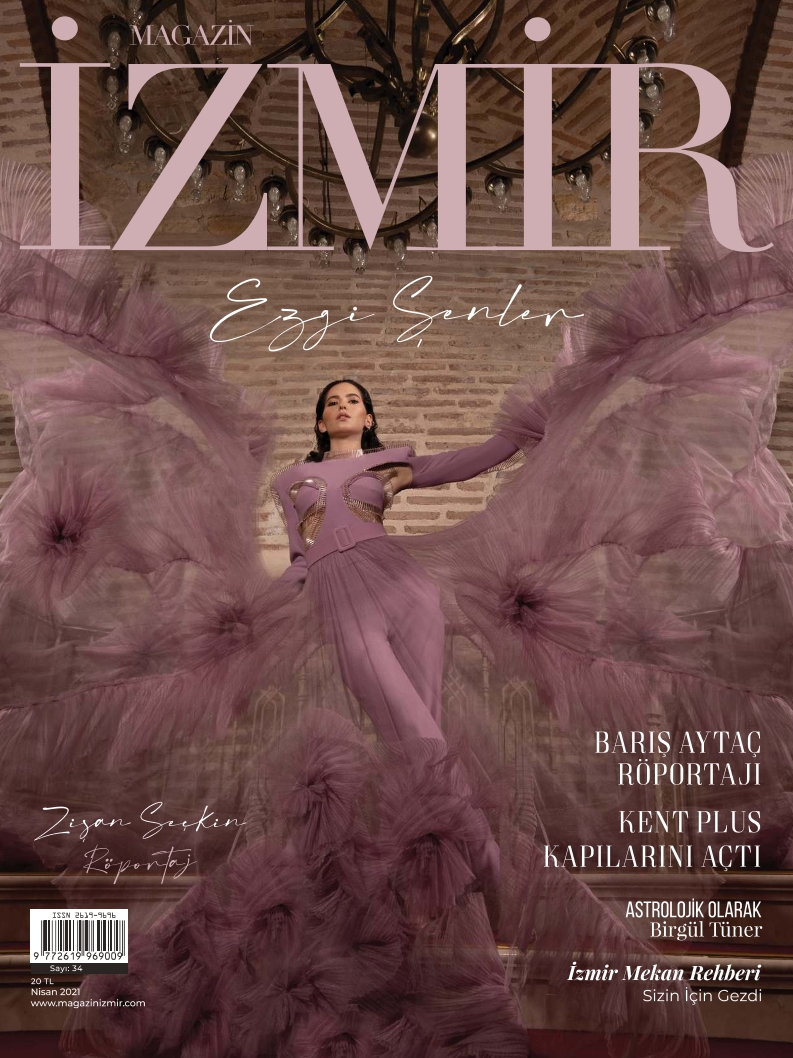 MAGAZİN
İZMİR
Ezgi Şenler
BARIŞ AYTAÇ
RÖPORTAJI
KENT PLUS
KAPILARINI AÇTI
Zişan Seçkin
Röportaj
ASTROLOJİK OLARAK
Birgül Tüner
İzmir Mekan Rehberi
Sizin İçin Gezdi
ISSN 2619-9696
9 772619 969009
Sayı: 34
20 TL
Nisan 2021
www.magazinizmir.com